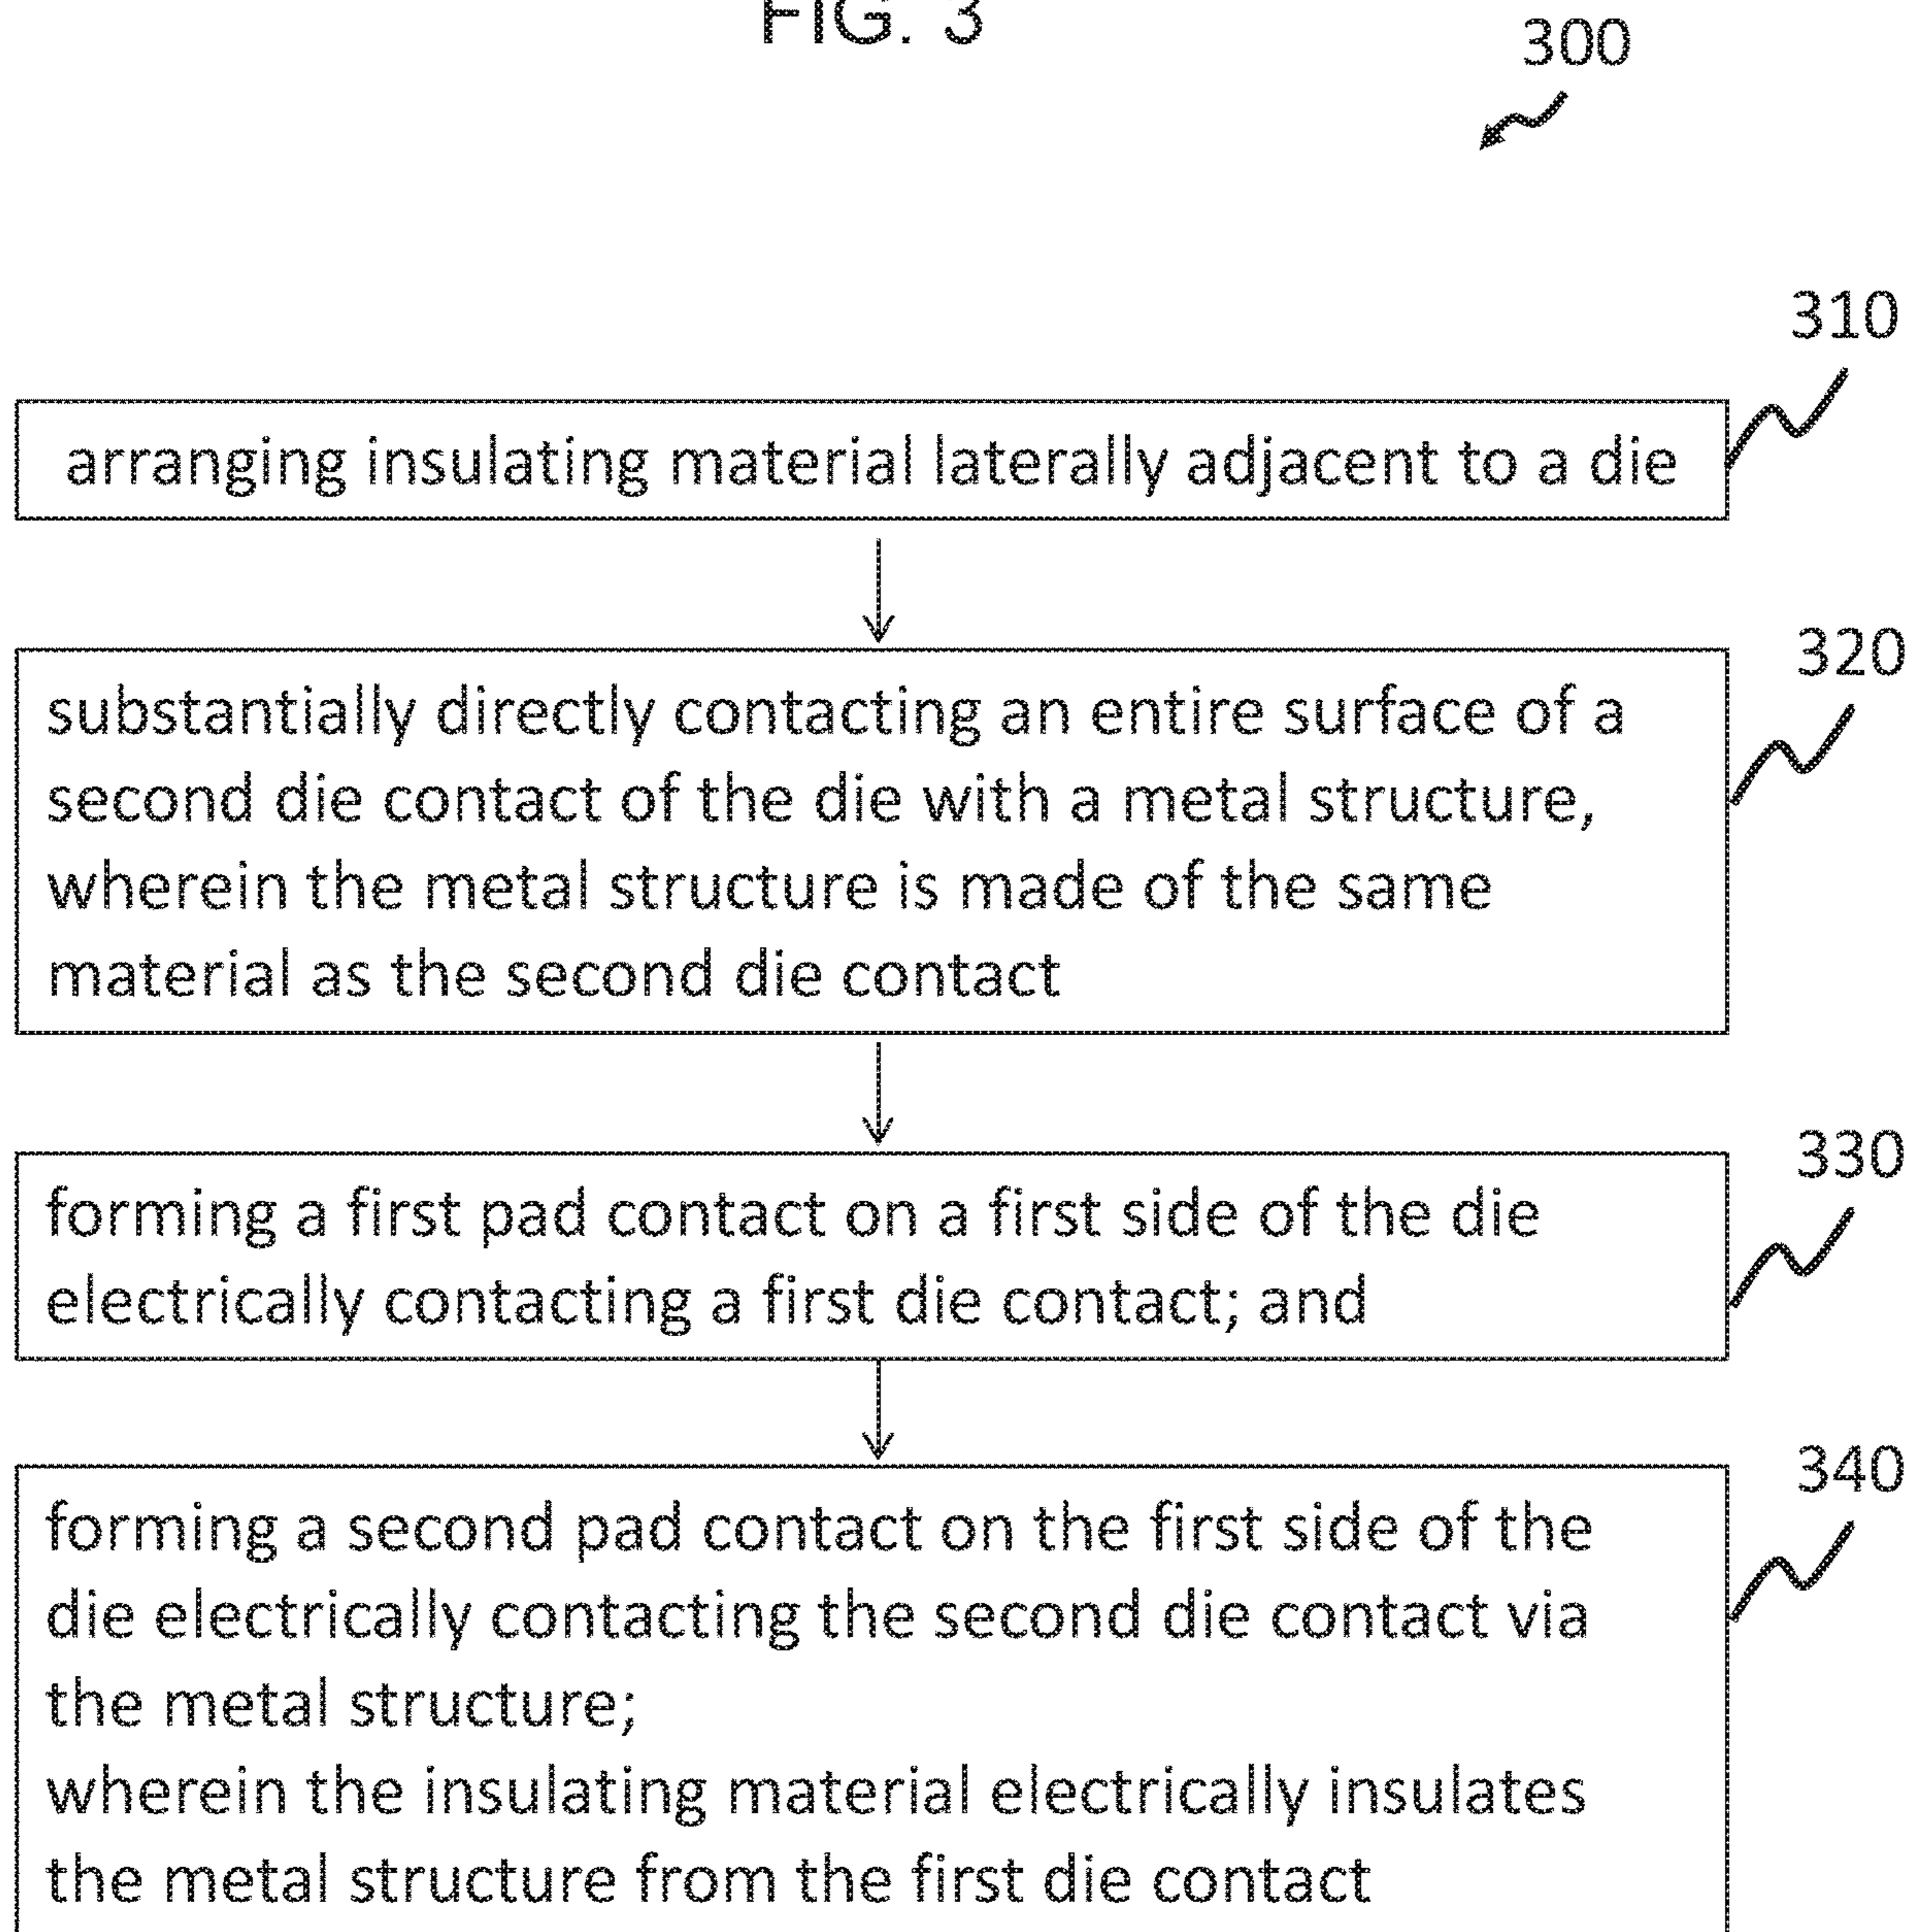 FIG. 3
300
310
arranging insulating material laterally adjacent to a die
320
substantially directly contacting an entire surface of a
second die contact of the die with a metal structure,
wherein the metal structure is made of the same
material as the second die contact
330
forming a first pad contact on a first side of the die
electrically contacting a first die contact; and
340
forming a second pad contact on the first side of the
die electrically contacting the second die contact via
the metal structure;
wherein the insulating material electrically insulates
the metal structure from the first die contact